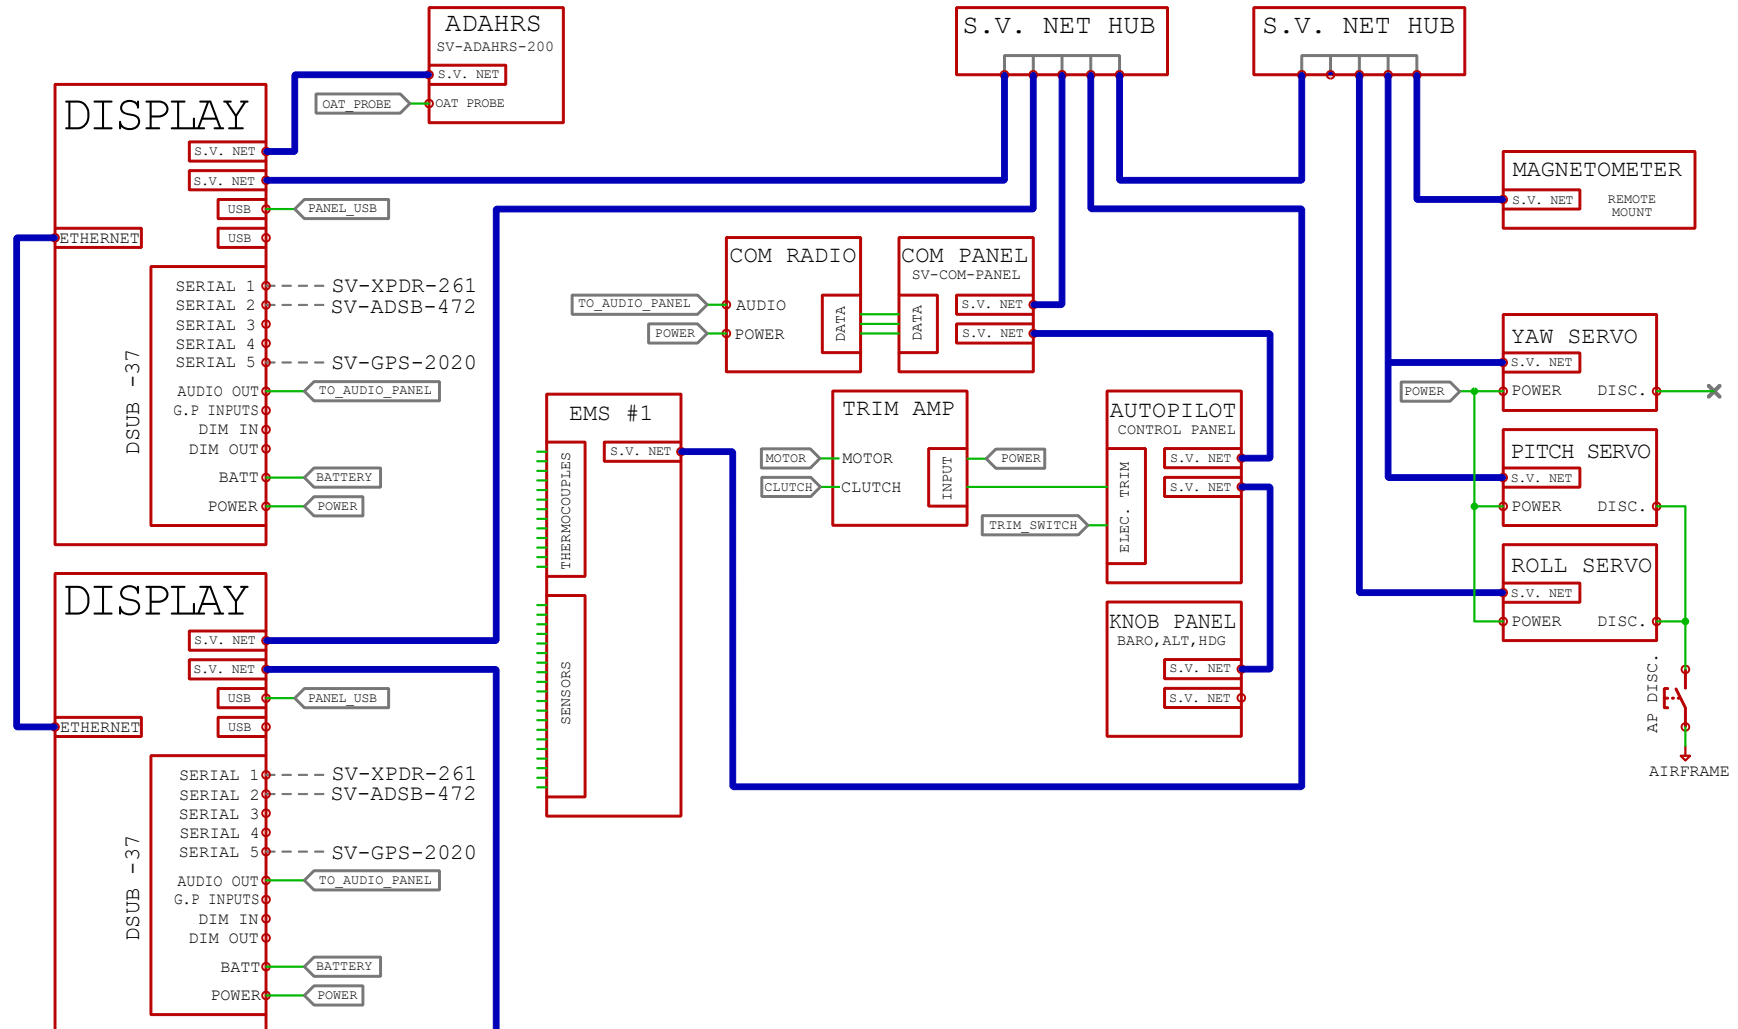 ADAHRS
SV-ADAHRS-200
S.V. NET
OAT_PROBE
OAT PROBE
S.V. NET HUB
S.V. NET HUB
DISPLAY
S.V. NET
S.V. NET
USB
PANEL_USB
ETHERNET
USB
DSUB -37
SERIAL 1
SV-XPDR-261
SERIAL 2
SV-ADSB-472
SERIAL 3
SERIAL 4
SERIAL 5
SV-GPS-2020
AUDIO OUT
TO_AUDIO_PANEL
G.P INPUTS
DIM IN
DIM OUT
BATT
BATTERY
POWER
POWER
MAGNETOMETER
S.V. NET
REMOTE
MOUNT
COM RADIO
TO_AUDIO_PANEL
AUDIO
POWER
POWER
DATA
COM PANEL
SV-COM-PANEL
S.V. NET
S.V. NET
DATA
YAW SERVO
S.V. NET
POWER
POWER
DISC.
EMS #1
S.V. NET
THERMOCOUPLES
SENSORS
TRIM AMP
MOTOR
MOTOR
CLUTCH
CLUTCH
INPUT
POWER
AUTOPILOT
CONTROL PANEL
S.V. NET
S.V. NET
ELEC. TRIM
TRIM_SWITCH
PITCH SERVO
S.V. NET
POWER
DISC.
ROLL SERVO
S.V. NET
POWER
DISC.
KNOB PANEL
BARO,ALT,HDG
S.V. NET
S.V. NET
AP DISC.
AIRFRAME
DISPLAY
S.V. NET
S.V. NET
USB
PANEL_USB
ETHERNET
USB
DSUB -37
SERIAL 1
SV-XPDR-261
SERIAL 2
SV-ADSB-472
SERIAL 3
SERIAL 4
SERIAL 5
SV-GPS-2020
AUDIO OUT
TO_AUDIO_PANEL
G.P INPUTS
DIM IN
DIM OUT
BATT
BATTERY
POWER
POWER